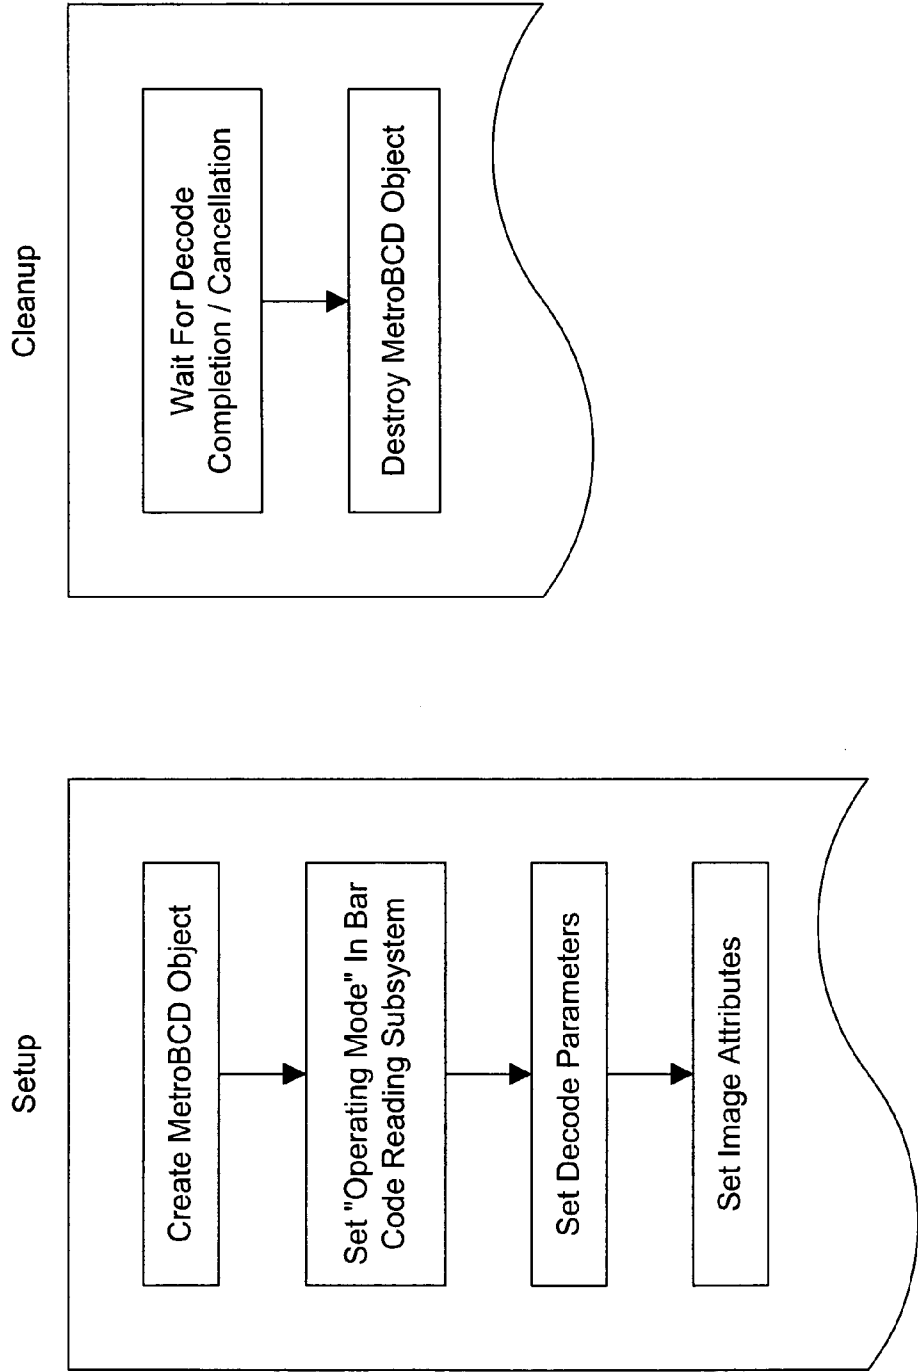 Setup
Create MetroBCD Object
Set "Operating Mode" In Bar
Code Reading Subsystem
Set Decode Parameters
Set Image Attributes
Cleanup
Wait For Decode
Completion / Cancellation
Destroy MetroBCD Object